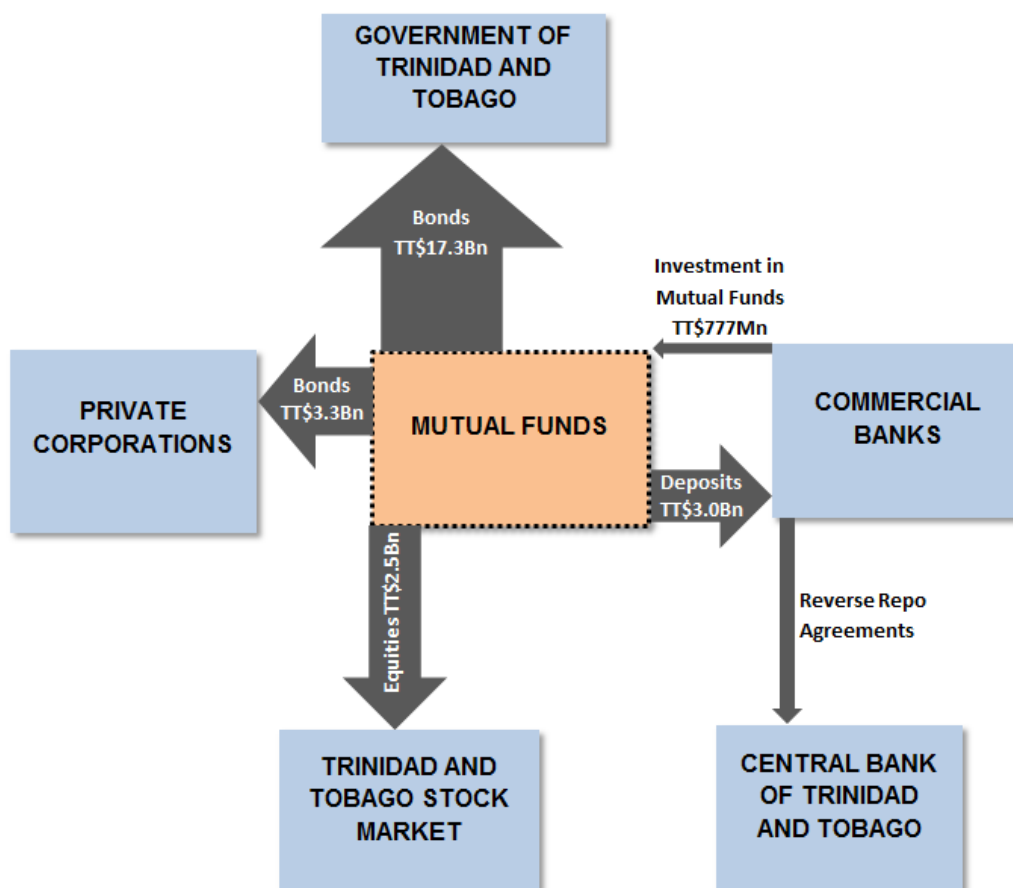 GOVERNMENT OF
TRINIDAD AND
TOBAGO
Bonds
TT$17.3Bn
Investment in
Mutual Funds
TT$777Mn
PRIVATE
CORPORATIONS
Bonds
TT$3.3Bn
MUTUAL FUNDS
COMMERCIAL
BANKS
Deposits
TT$3.0Bn
Equities TT$2.5Bn
Reverse Repo
Agreements
TRINIDAD AND
TOBAGO STOCK
MARKET
CENTRAL BANK
OF TRINIDAD
AND TOBAGO